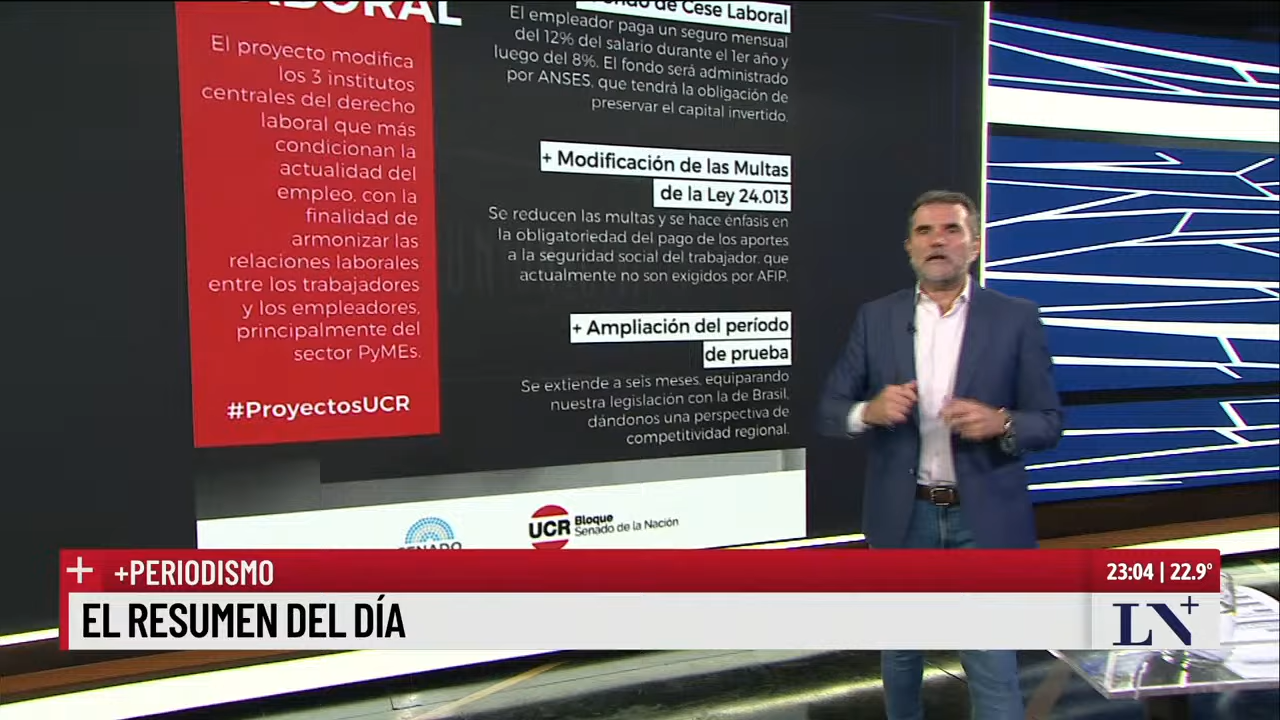 LABORAL
El proyecto modifica
los 3 institutos
centrales del derecho
laboral que más
condicionan la
actualidad del
empleo, con la
finalidad de
armonizar las
relaciones laborales
entre los trabajadores
y los empleadores,
principalmente del
sector PyMEs.
#ProyectosUCR
Fondo de Cese Laboral
El empleador paga un seguro mensual
del 12% del salario durante el 1er año y
luego del 8%. El fondo será administrado
por ANSES, que tendrá la obligación de
preservar el capital invertido.
+ Modificación de las Multas
de la Ley 24.013
Se reducen las multas y se hace énfasis en
la obligatoriedad del pago de los aportes
a la seguridad social del trabajador, que
actualmente no son exigidos por AFIP.
+ Ampliación del período
de prueba
Se extiende a seis meses, equiparando
nuestra legislación con la de Brasil,
dándonos una perspectiva de
competitividad regional.
SENADO
UCR Bloque
Senado de la Nación
+PERIODISMO
23:04 | 22.9°
EL RESUMEN DEL DÍA
LN+